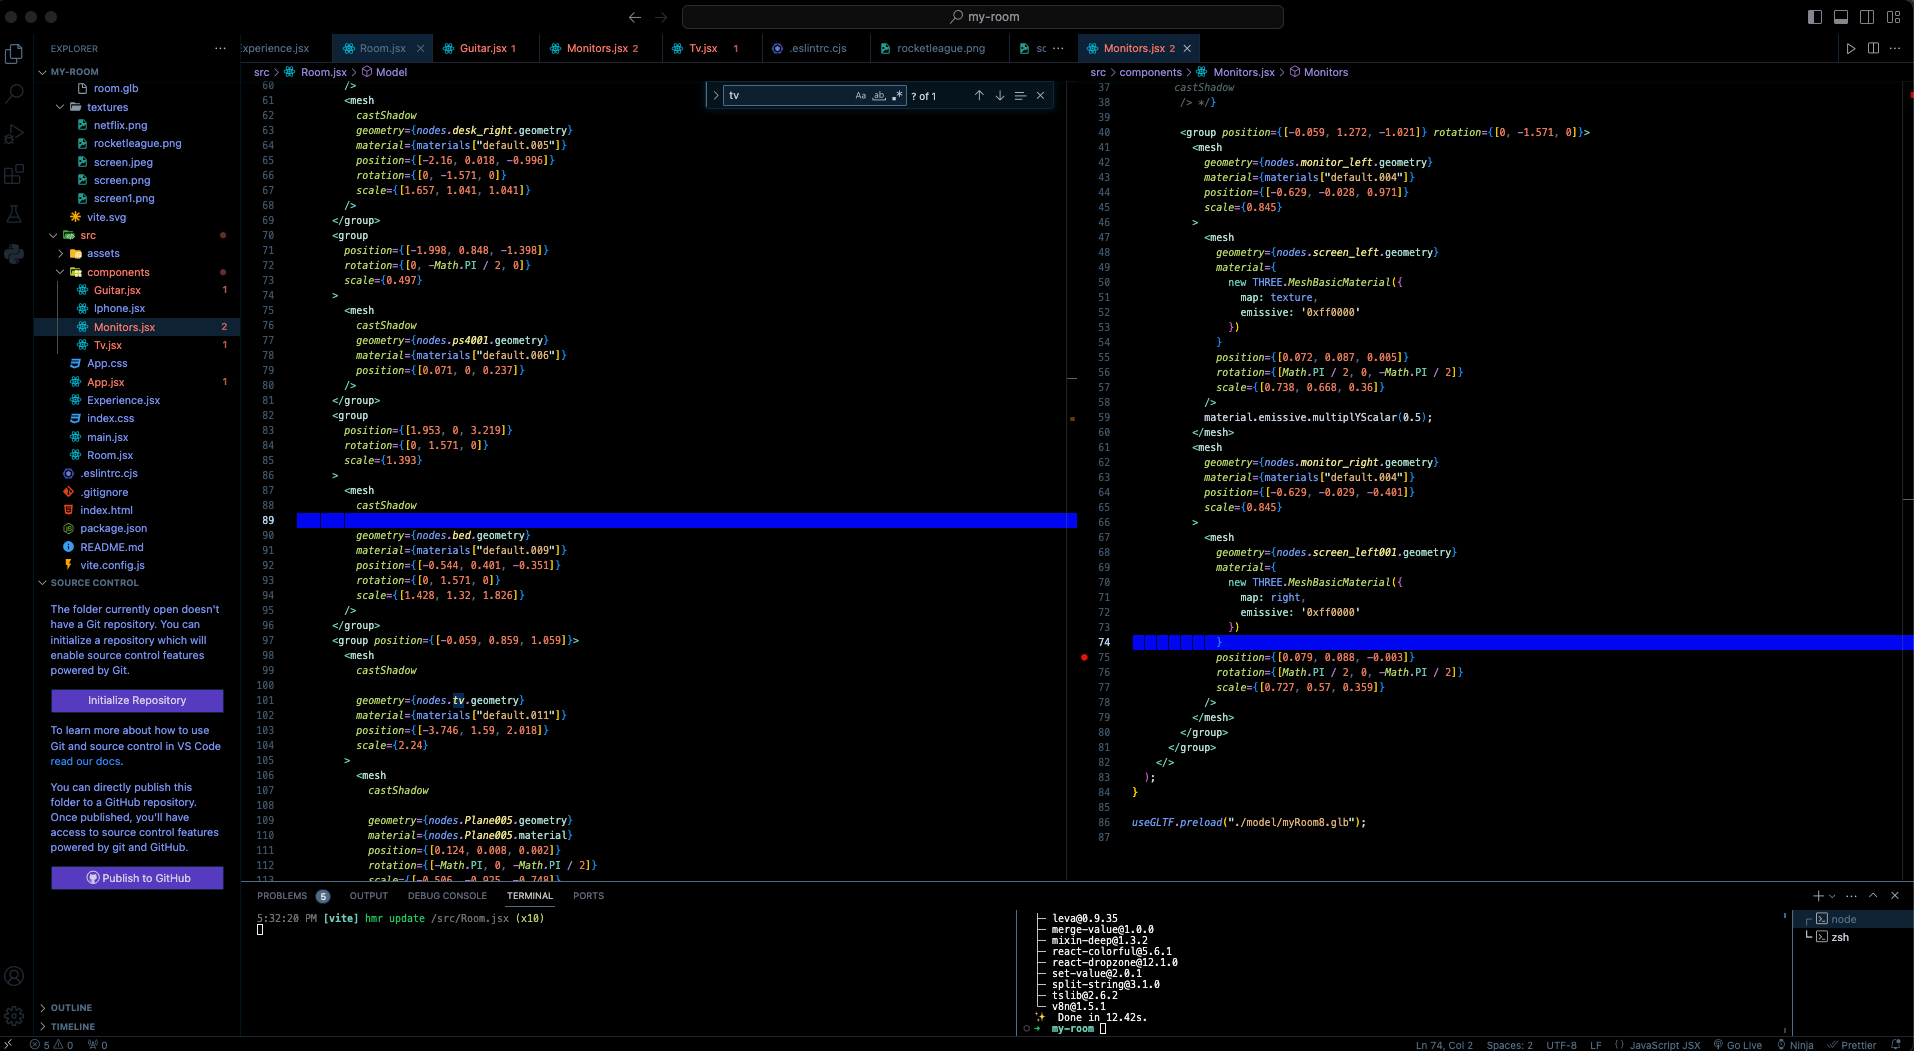 my-room
EXPLORER
MY-ROOM
room.glb
textures
netflix.png
rocketleague.png
screen.jpeg
screen.png
screen1.png
vite.svg
src
assets
components
Guitar.jsx 1
Iphone.jsx
Monitors.jsx 2
Tv.jsx 1
App.css
App.jsx 1
Experience.jsx
index.css
main.jsx
Room.jsx
.eslintrc.cjs
.gitignore
index.html
package.json
README.md
vite.config.js
SOURCE CONTROL
The folder currently open doesn't
have a Git repository. You can
initialize a repository which will
enable source control features
powered by Git.
Initialize Repository
To learn more about how to use
Git and source control in VS Code
read our docs.
You can directly publish this
folder to a GitHub repository.
Once published, you'll have
access to source control features
powered by git and GitHub.
Publish to GitHub
OUTLINE
TIMELINE
xperience.jsx Room.jsx Guitar.jsx 1 Monitors.jsx 2 Tv.jsx 1 .eslintrc.cjs rocketleague.png sc
src > Room.jsx > Model
tv Aa ab ? of 1
60 />
61 <mesh
62 castShadow
63 geometry={nodes.desk_right.geometry}
64 material={materials["default.005"]}
65 position={[-2.16, 0.018, -0.996]}
66 rotation={[0, -1.571, 0]}
67 scale={[1.657, 1.041, 1.041]}
68 />
69 </group>
70 <group
71 position={[-1.998, 0.848, -1.398]}
72 rotation={[0, -Math.PI / 2, 0]}
73 scale={0.497}
74 >
75 <mesh
76 castShadow
77 geometry={nodes.ps4001.geometry}
78 material={materials["default.006"]}
79 position={[0.071, 0, 0.237]}
80 />
81 </group>
82 <group
83 position={[1.953, 0, 3.219]}
84 rotation={[0, 1.571, 0]}
85 scale={1.393}
86 >
87 <mesh
88 castShadow
89
90 geometry={nodes.bed.geometry}
91 material={materials["default.009"]}
92 position={[-0.544, 0.401, -0.351]}
93 rotation={[0, 1.571, 0]}
94 scale={[1.428, 1.32, 1.826]}
95 />
96 </group>
97 <group position={[-0.059, 0.859, 1.059]}>
98 <mesh
99 castShadow
100
101 geometry={nodes.tv.geometry}
102 material={materials["default.011"]}
103 position={[-3.746, 1.59, 2.018]}
104 scale={2.24}
105 >
106 <mesh
107 castShadow
108
109 geometry={nodes.Plane005.geometry}
110 material={nodes.Plane005.material}
111 position={[0.124, 0.008, 0.002]}
112 rotation={[-Math.PI, 0, -Math.PI / 2]}
113 scale={[-0.506, -0.925, -0.748]}
Monitors.jsx 2
src > components > Monitors.jsx > Monitors
37 castShadow
38 /> */}
39
40 <group position={[-0.059, 1.272, -1.021]} rotation={[0, -1.571, 0]}>
41 <mesh
42 geometry={nodes.monitor_left.geometry}
43 material={materials["default.004"]}
44 position={[-0.629, -0.028, 0.971]}
45 scale={0.845}
46 >
47 <mesh
48 geometry={nodes.screen_left.geometry}
49 material={
50 new THREE.MeshBasicMaterial({
51 map: texture,
52 emissive: '0xff0000'
53 })
54 }
55 position={[0.072, 0.087, 0.005]}
56 rotation={[Math.PI / 2, 0, -Math.PI / 2]}
57 scale={[0.738, 0.668, 0.36]}
58 />
59 material.emissive.multiplYScalar(0.5);
60 </mesh>
61 <mesh
62 geometry={nodes.monitor_right.geometry}
63 material={materials["default.004"]}
64 position={[-0.629, -0.029, -0.401]}
65 scale={0.845}
66 >
67 <mesh
68 geometry={nodes.screen_left001.geometry}
69 material={
70 new THREE.MeshBasicMaterial({
71 map: right,
72 emissive: '0xff0000'
73 })
74 }
75 position={[0.079, 0.088, -0.003]}
76 rotation={[Math.PI / 2, 0, -Math.PI / 2]}
77 scale={[0.727, 0.57, 0.359]}
78 />
79 </mesh>
80 </group>
81 </group>
82 </>
83 );
84 }
85
86 useGLTF.preload("./model/myRoom8.glb");
87
PROBLEMS 5 OUTPUT DEBUG CONSOLE TERMINAL PORTS
5:32:20 PM [vite] hmr update /src/Room.jsx (x10)
├─ leva@0.9.35
├─ merge-value@1.0.0
├─ mixin-deep@1.3.2
├─ react-colorful@5.6.1
├─ react-dropzone@12.1.0
├─ set-value@2.0.1
├─ split-string@3.1.0
├─ tslib@2.6.2
└─ v8n@1.5.1
✨ Done in 12.42s.
➜ my-room
node
zsh
5 0 0
Ln 74, Col 2 Spaces: 2 UTF-8 LF {} JavaScript JSX Go Live Ninja Prettier